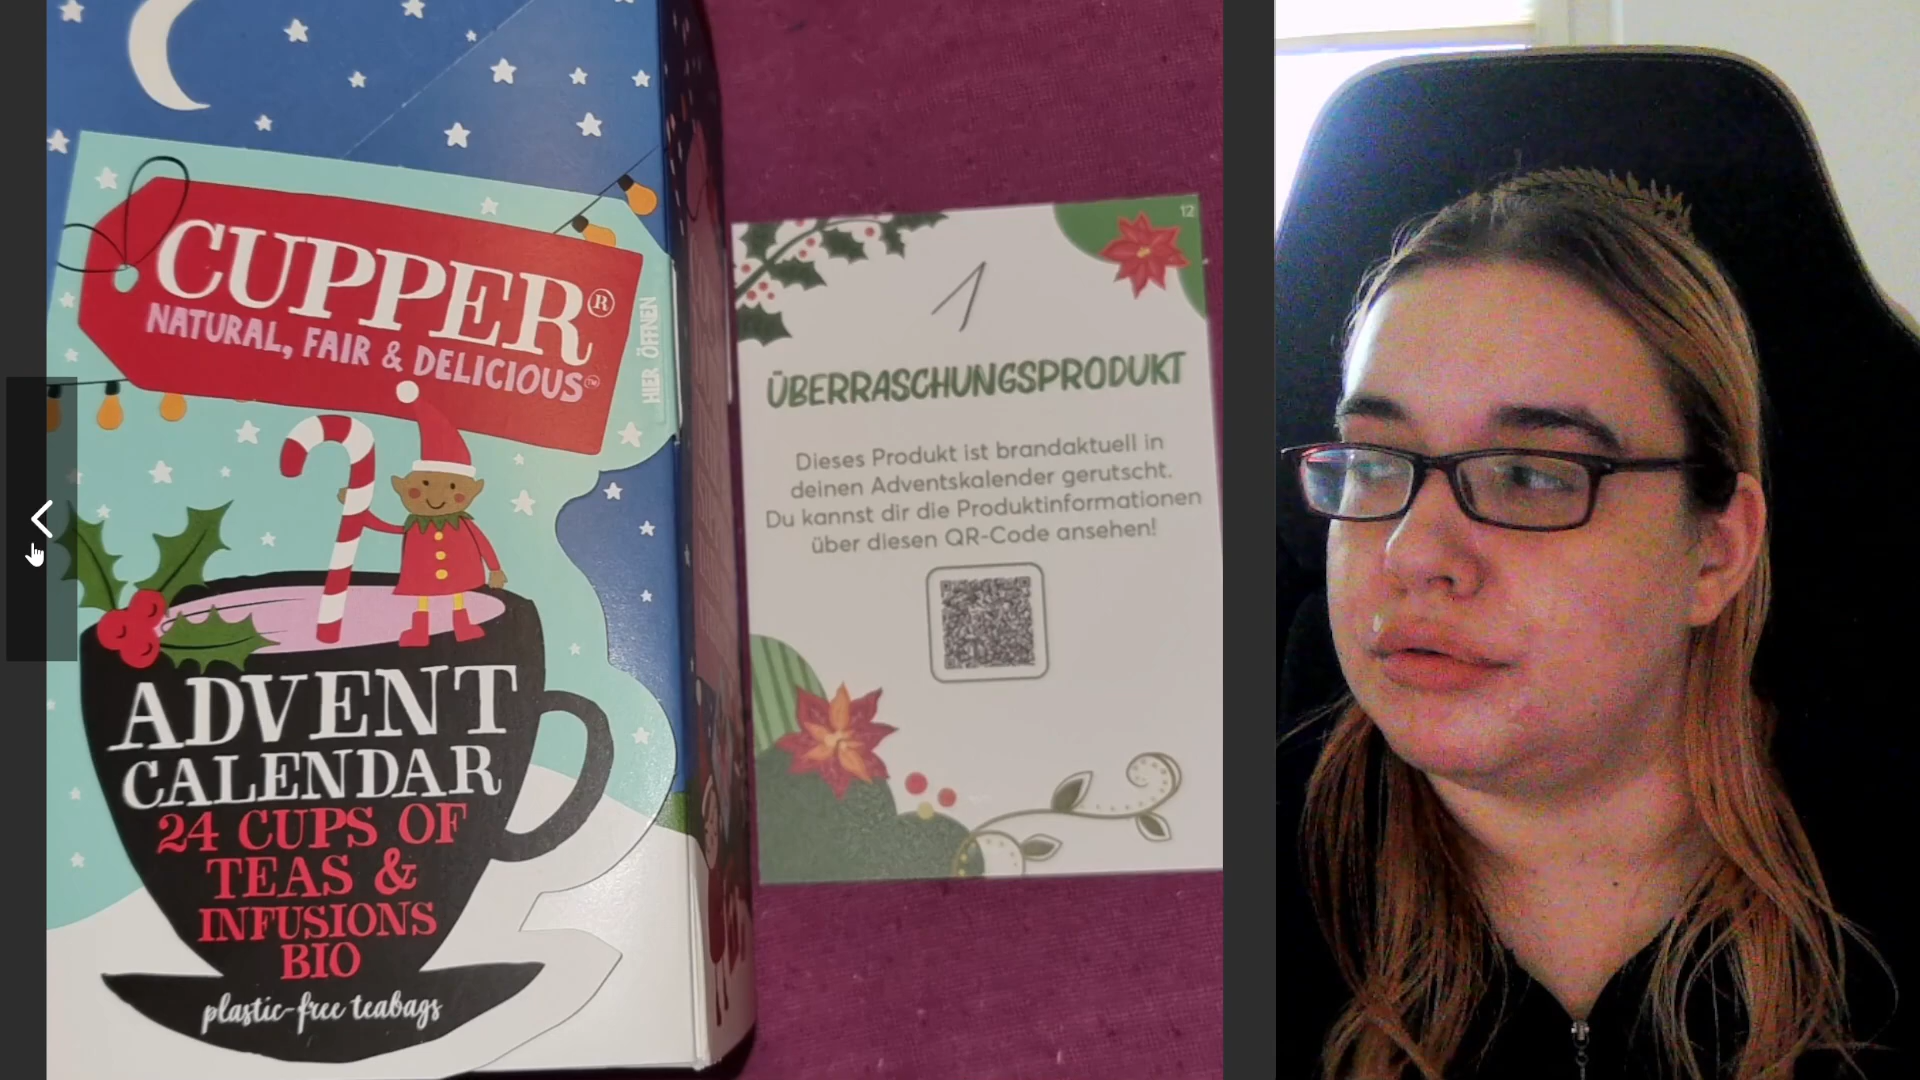 CUPPER®
NATURAL, FAIR & DELICIOUS™
HIER ÖFFNEN
ADVENT
CALENDAR
24 CUPS OF
TEAS &
INFUSIONS
BIO
plastic-free teabags
12
1
ÜBERRASCHUNGSPRODUKT
Dieses Produkt ist brandaktuell in
deinen Adventskalender gerutscht.
Du kannst dir die Produktinformationen
über diesen QR-Code ansehen!